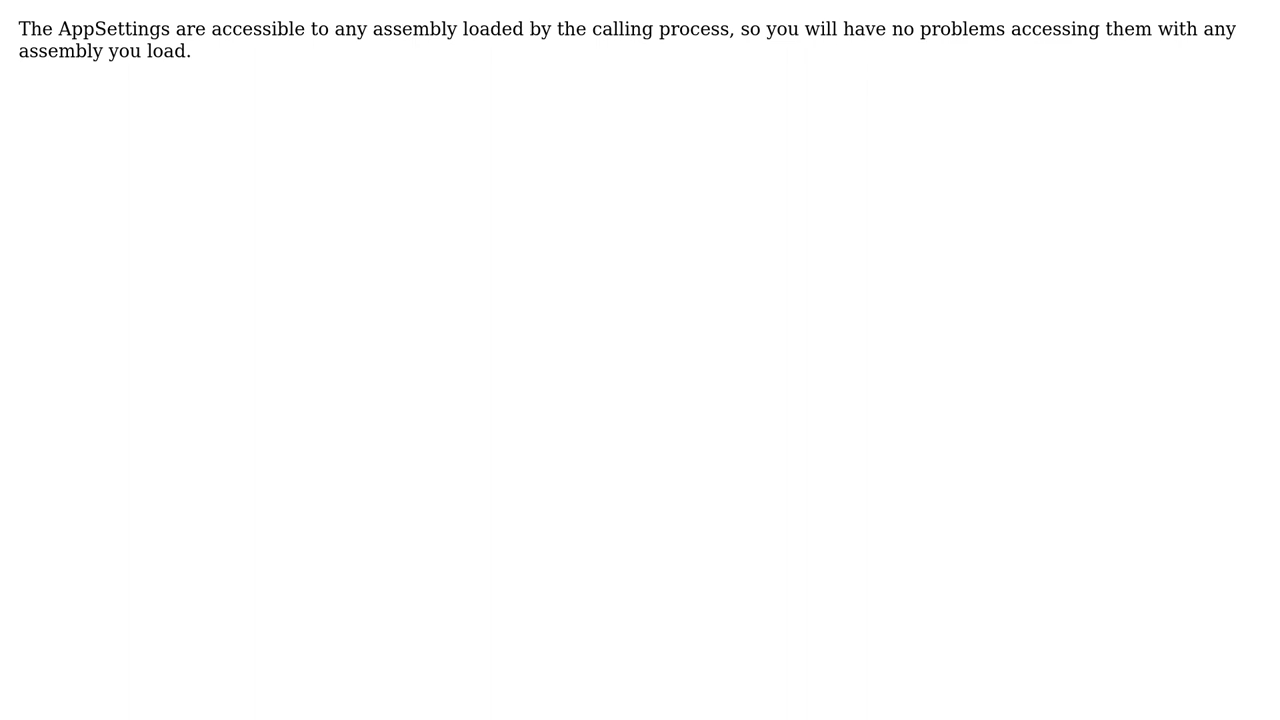 The AppSettings are accessible to any assembly loaded by the calling process, so you will have no problems accessing them with any
assembly you load.